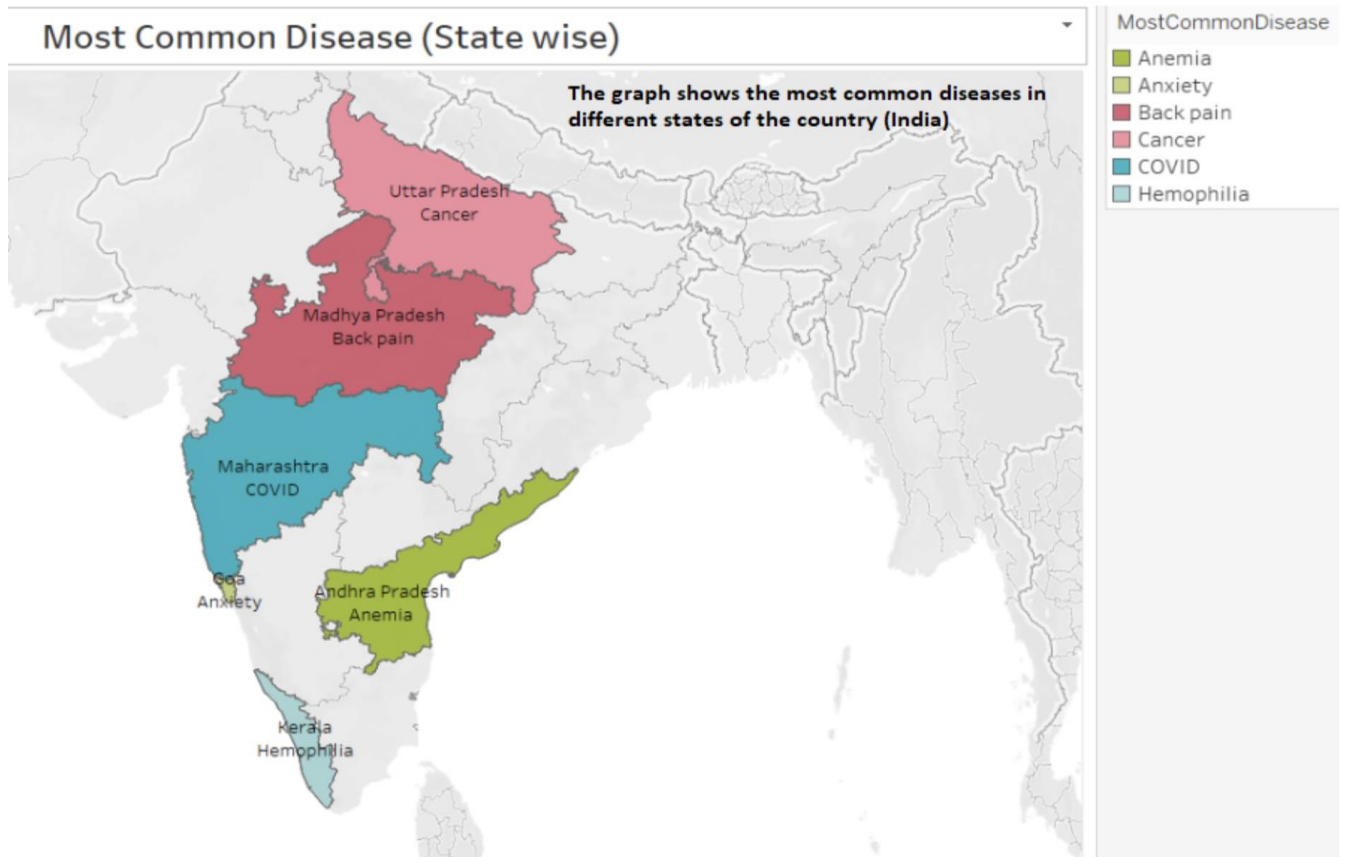 Most Common Disease (State wise)
The graph shows the most common diseases in
different states of the country (India)
MostCommonDisease
Anemia
Anxiety
Back pain
Cancer
COVID
Hemophilia
Uttar Pradesh
Cancer
Madhya Pradesh
Back pain
Maharashtra
COVID
Goa
Anxiety
Andhra Pradesh
Anemia
Kerala
Hemophilia